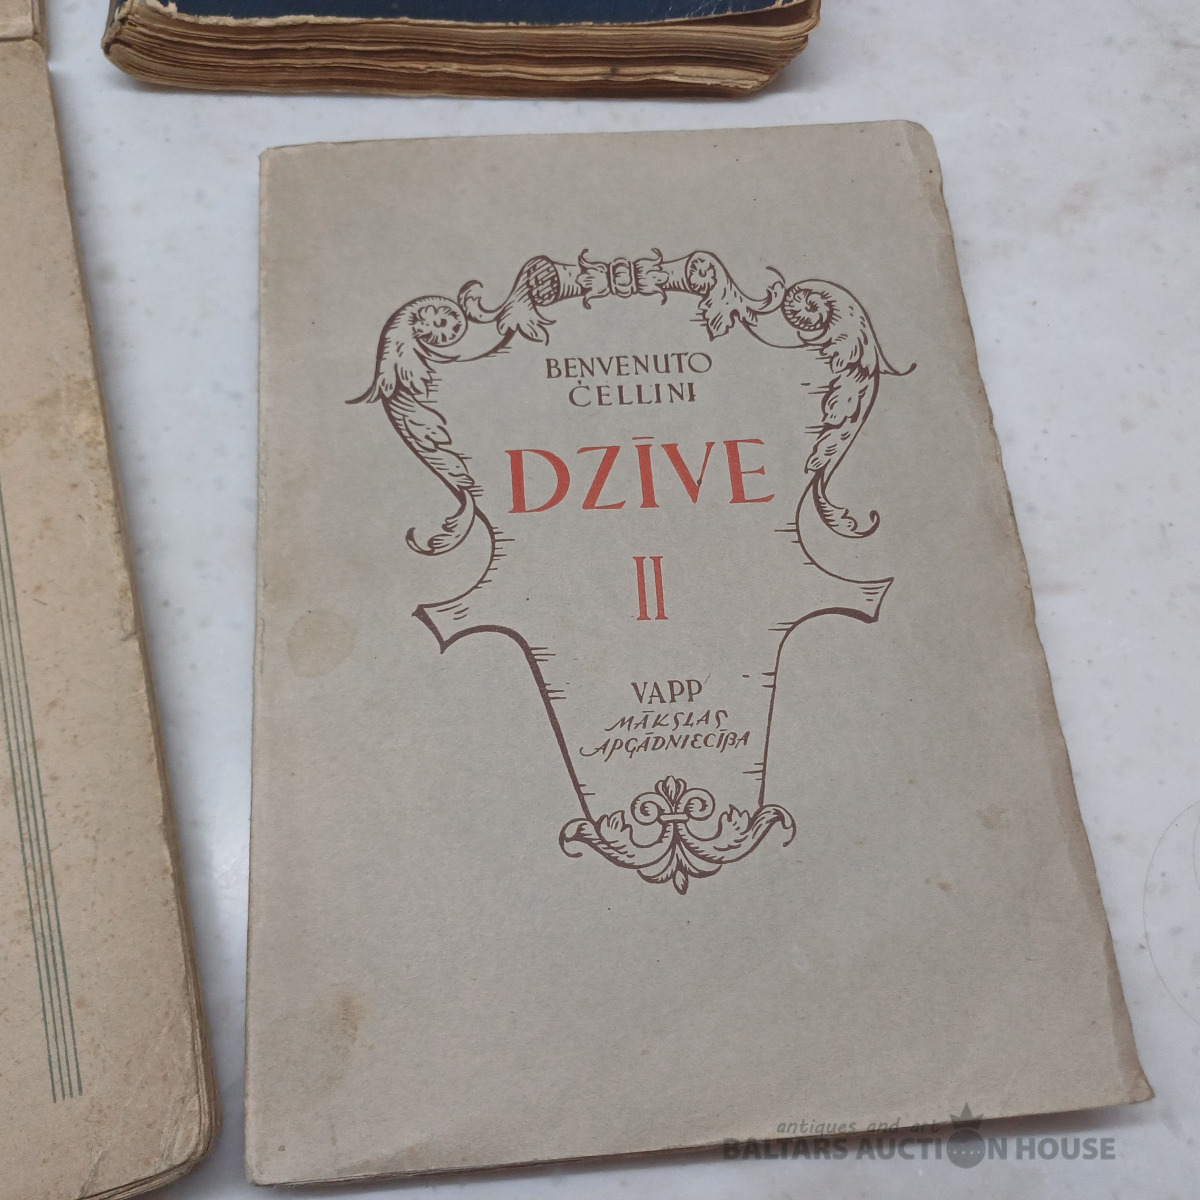 BENVENUTO
ČELLINI
DZĪVE
II
VAPP
MĀKSLAS
APGĀDNIECĪBA
antiques and art
BALTARS AUCTION HOUSE